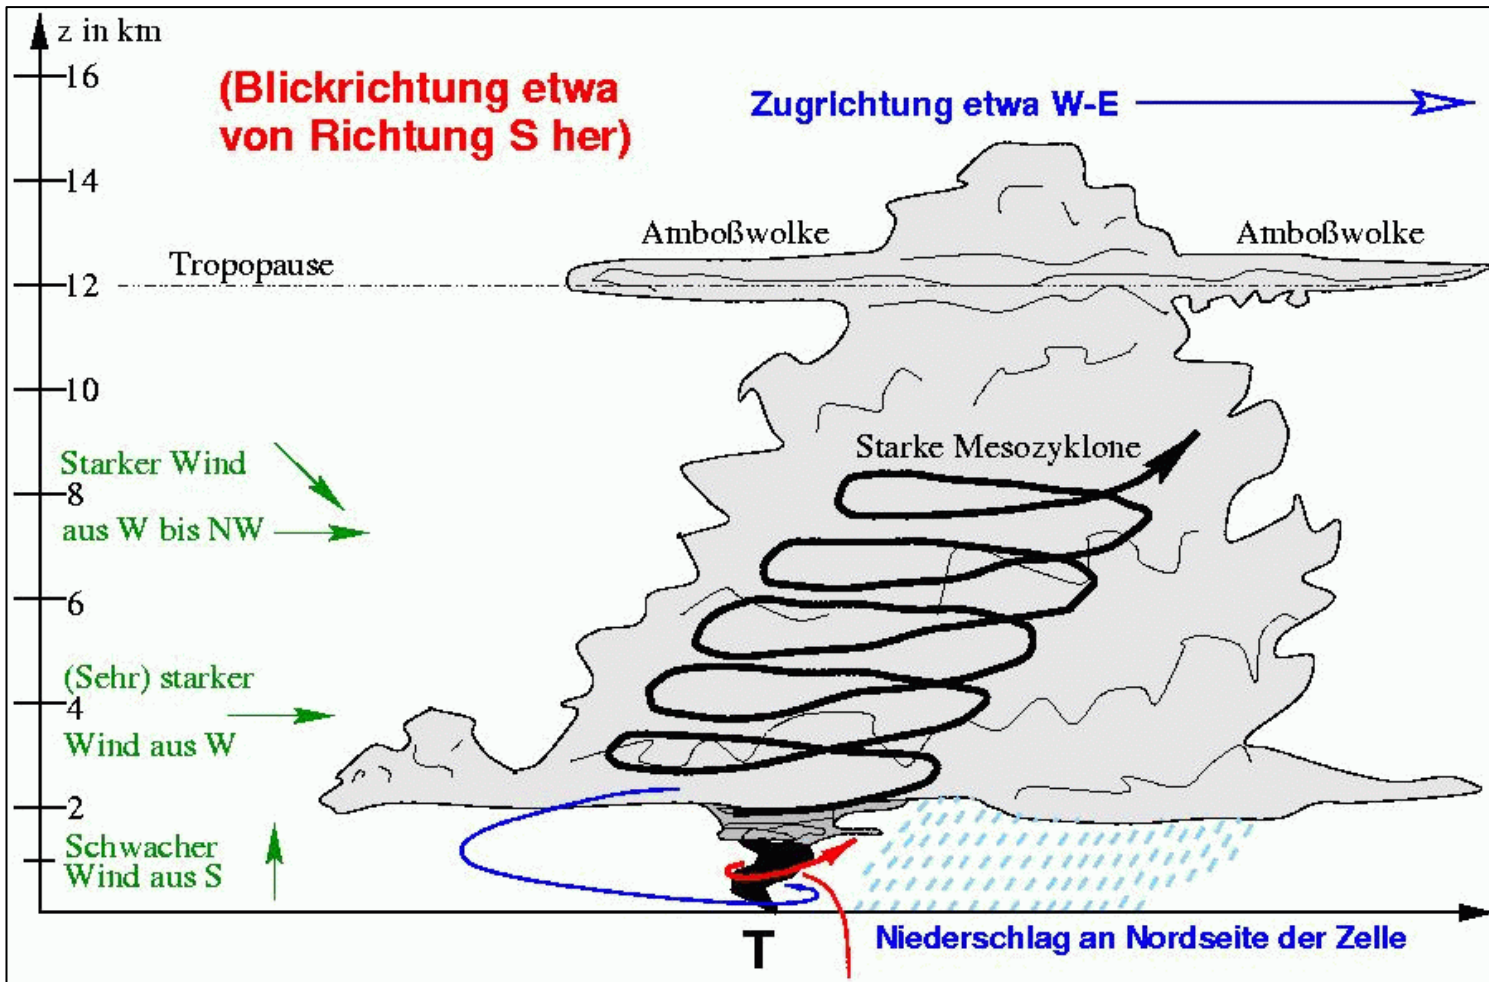 z in km
16
(Blickrichtung etwa
von Richtung S her)
Zugrichtung etwa W-E
14
Amboßwolke
Amboßwolke
Tropopause
12
10
Starke Mesozyklone
Starker Wind
8
aus W bis NW
6
(Sehr) starker
4
Wind aus W
2
Schwacher
Wind aus S
T
Niederschlag an Nordseite der Zelle